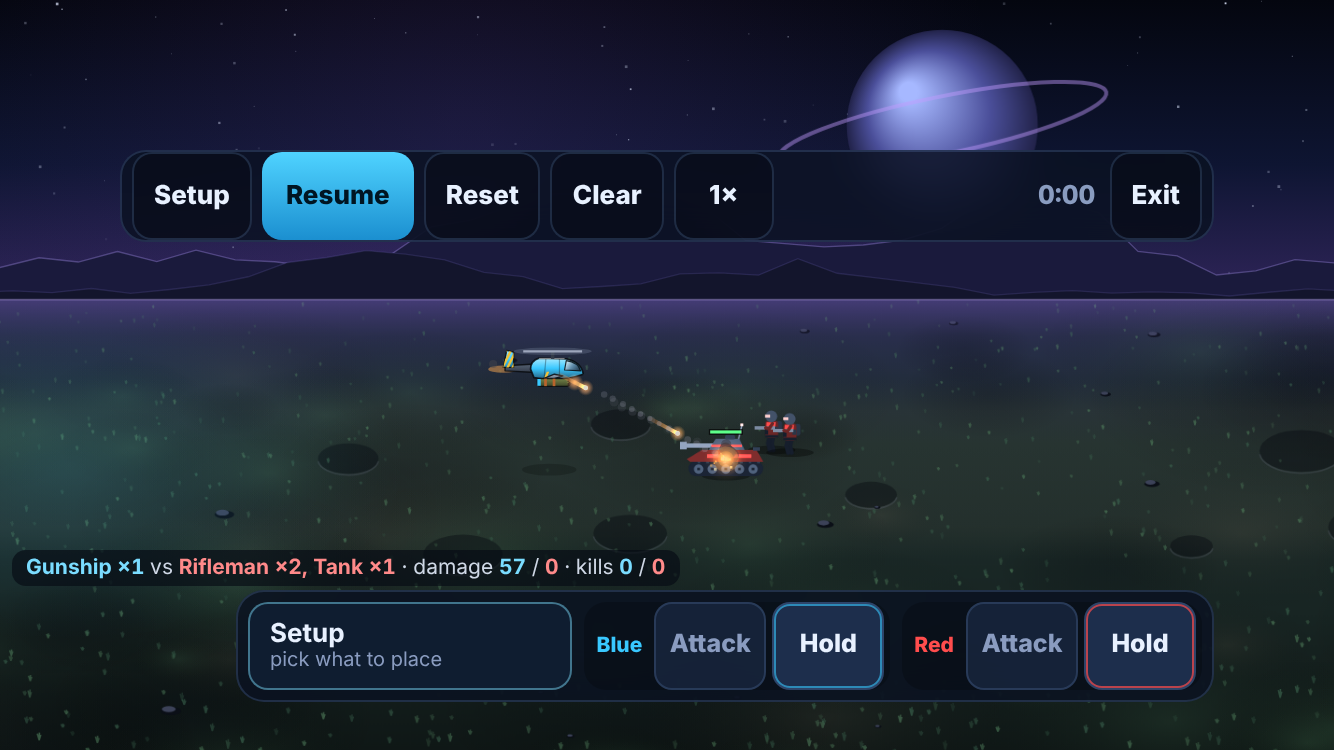 Setup Resume Reset Clear 1× 0:00 Exit
Gunship ×1 vs Rifleman ×2, Tank ×1 · damage 57 / 0 · kills 0 / 0
Setup
pick what to place
Blue Attack Hold Red Attack Hold